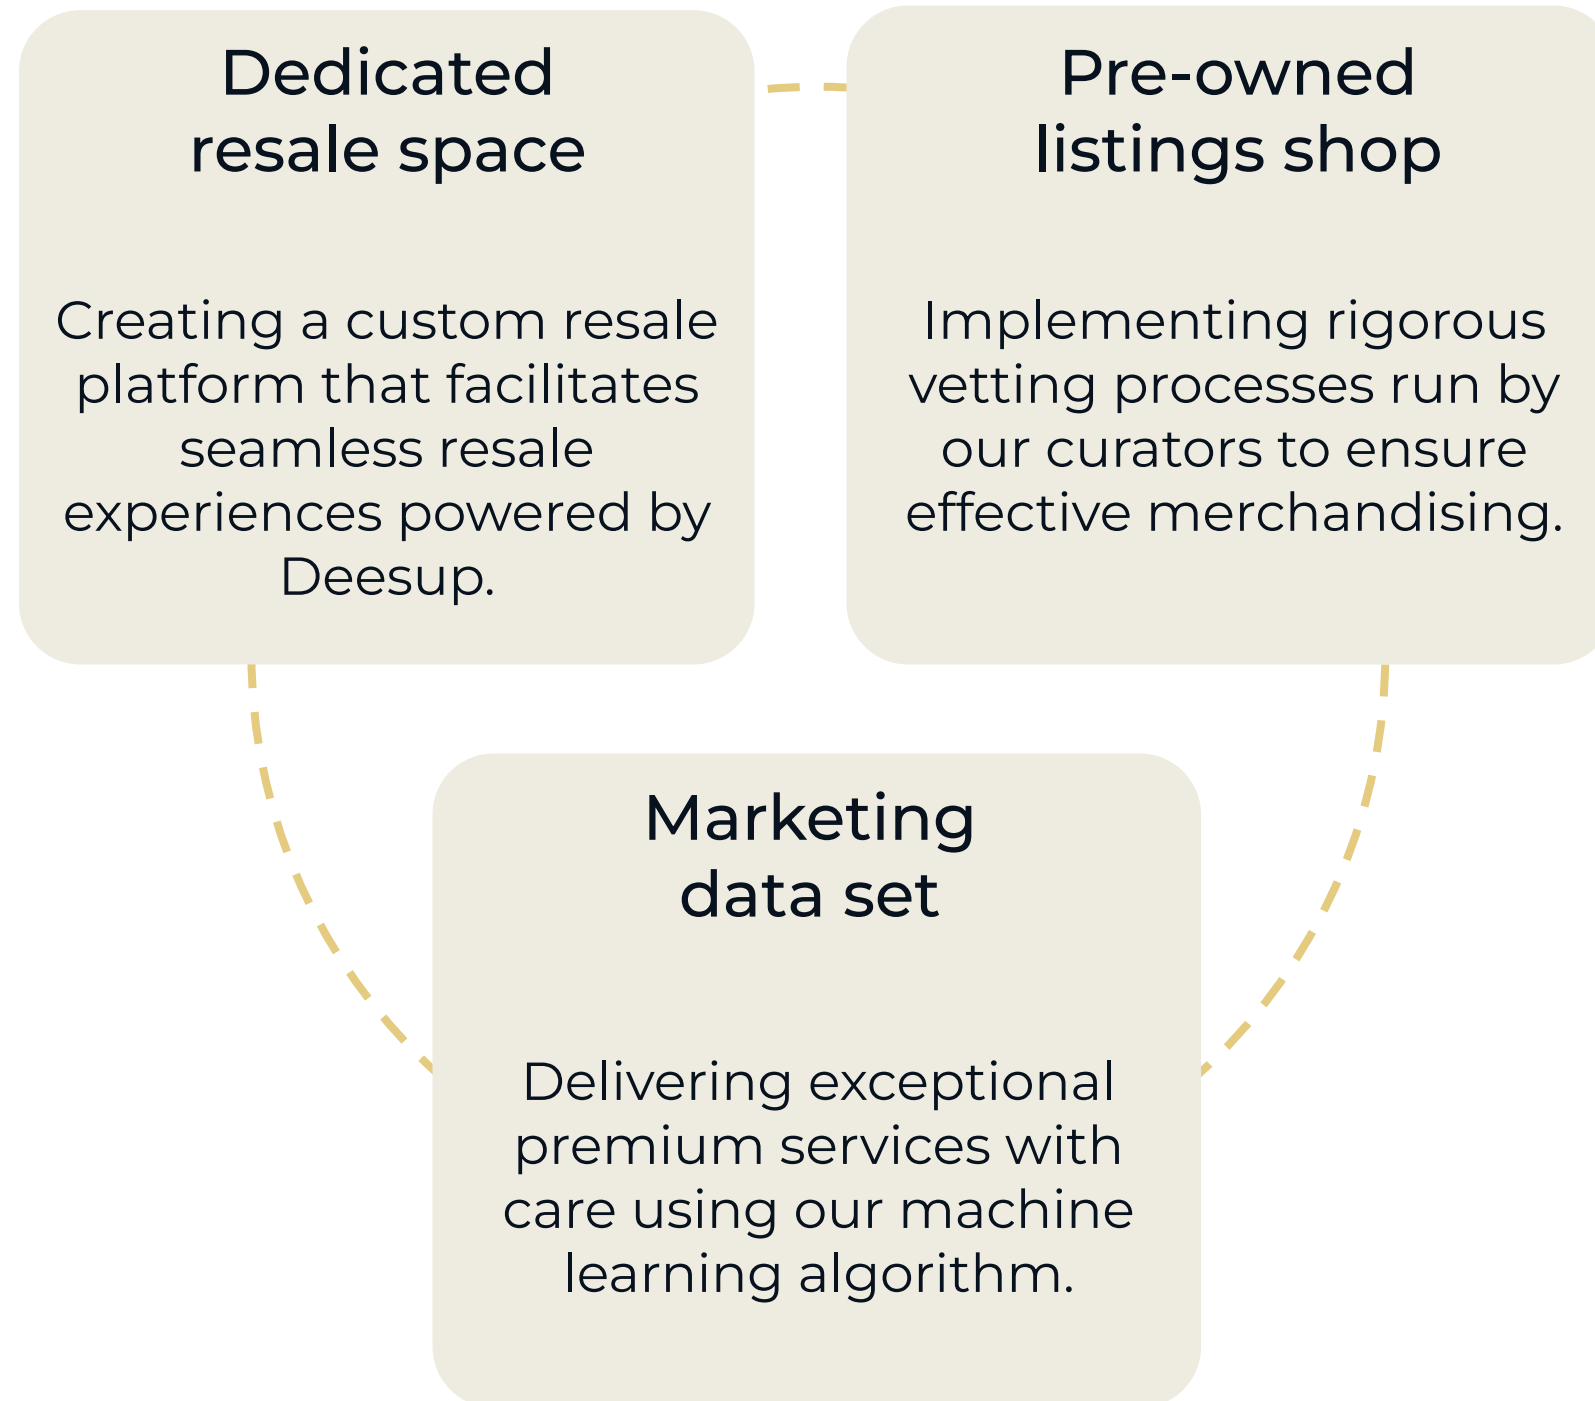 Dedicated
resale space
Creating a custom resale
platform that facilitates
seamless resale
experiences powered by
Deesup.
Pre-owned
listings shop
Implementing rigorous
vetting processes run by
our curators to ensure
effective merchandising.
Marketing
data set
Delivering exceptional
premium services with
care using our machine
learning algorithm.